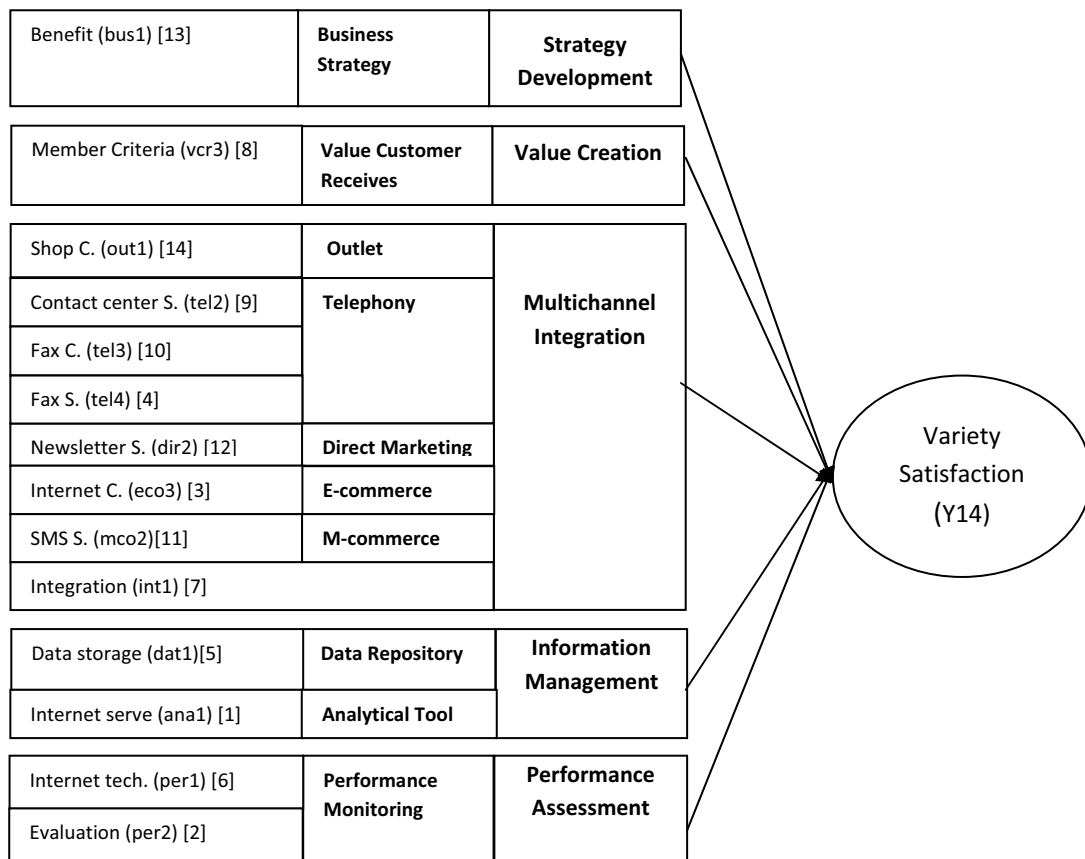 Benefit (bus1) [13]
Business
Strategy
Strategy
Development
Member Criteria (vcr3) [8]
Value Customer
Receives
Value Creation
Shop C. (out1) [14]
Outlet
Contact center S. (tel2) [9]
Telephony
Fax C. (tel3) [10]
Fax S. (tel4) [4]
Newsletter S. (dir2) [12]
Direct Marketing
Internet C. (eco3) [3]
E-commerce
SMS S. (mco2)[11]
M-commerce
Integration (int1) [7]
Multichannel
Integration
Data storage (dat1)[5]
Data Repository
Internet serve (ana1) [1]
Analytical Tool
Information
Management
Internet tech. (per1) [6]
Evaluation (per2) [2]
Performance
Monitoring
Performance
Assessment
Variety
Satisfaction
(Y14)